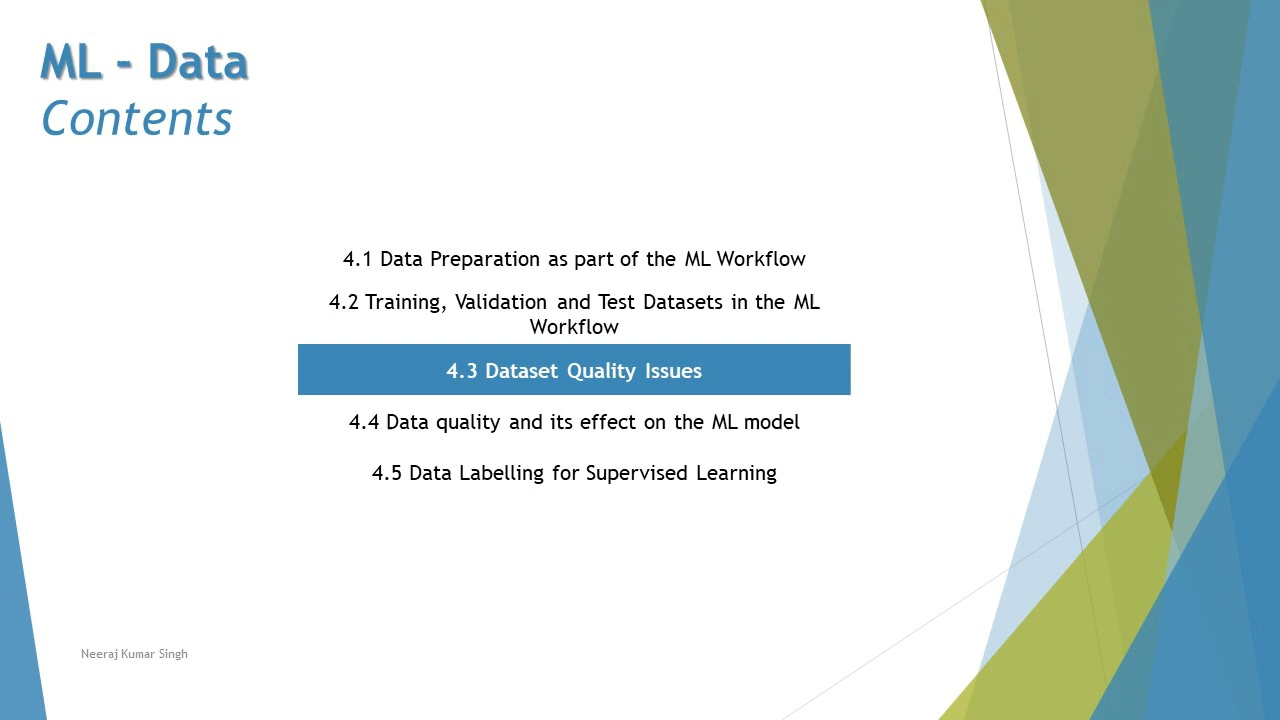 ML - Data
Contents
4.1 Data Preparation as part of the ML Workflow
4.2 Training, Validation and Test Datasets in the ML
Workflow
4.3 Dataset Quality Issues
4.4 Data quality and its effect on the ML model
4.5 Data Labelling for Supervised Learning
Neeraj Kumar Singh